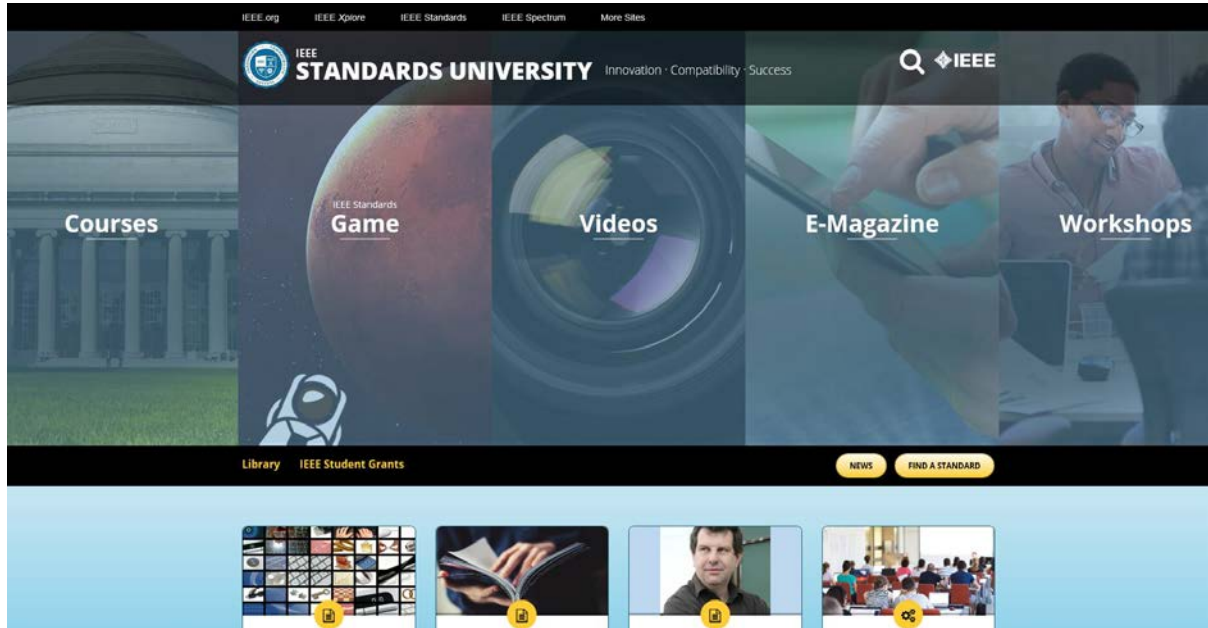 IEEE.org IEEE Xplore IEEE Standards IEEE Spectrum More Sites
IEEE
STANDARDS UNIVERSITY Innovation · Compatibility · Success IEEE
Courses
IEEE Standards
Game
Videos
E-Magazine
Workshops
Library IEEE Student Grants NEWS FIND A STANDARD